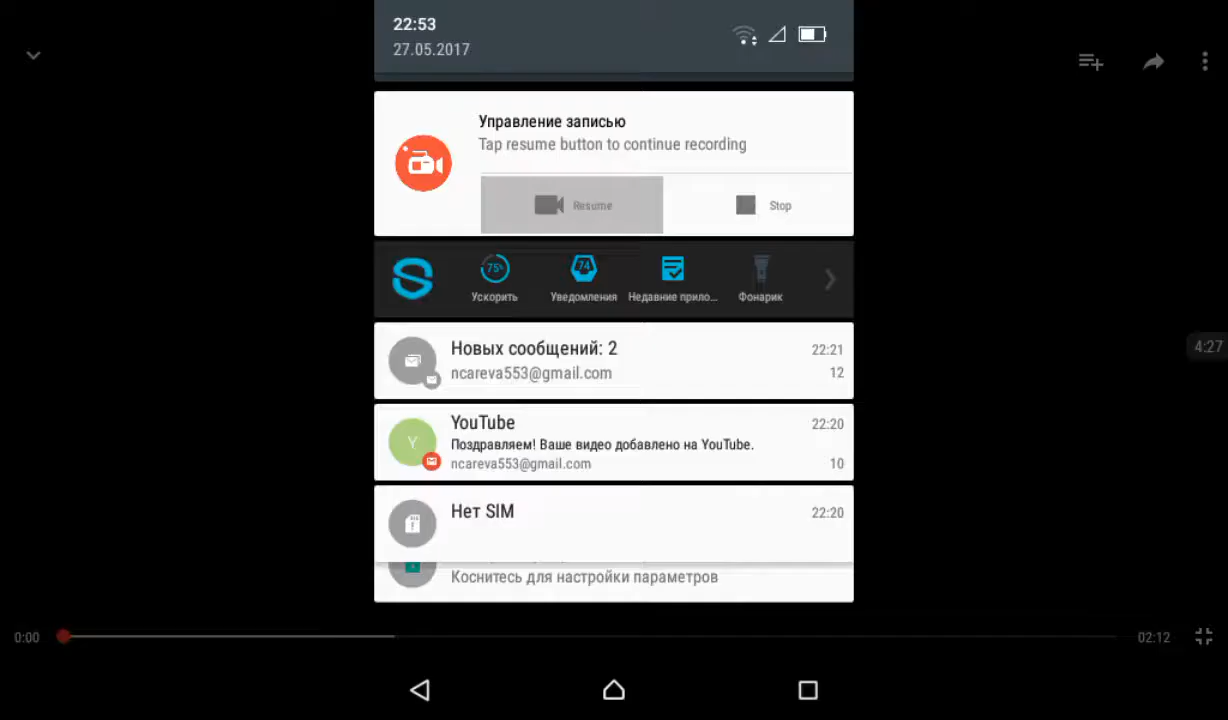 22:53
27.05.2017
Управление записью
Tap resume button to continue recording
Resume
Stop
75%
74
Ускорить
Уведомления
Недавние прило...
Фонарик
Новых сообщений: 2
22:21
ncareva553@gmail.com
12
4:27
YouTube
22:20
Y
Поздравляем! Ваше видео добавлено на YouTube.
ncareva553@gmail.com
10
Нет SIM
22:20
Коснитесь для настройки параметров
0:00
02:12